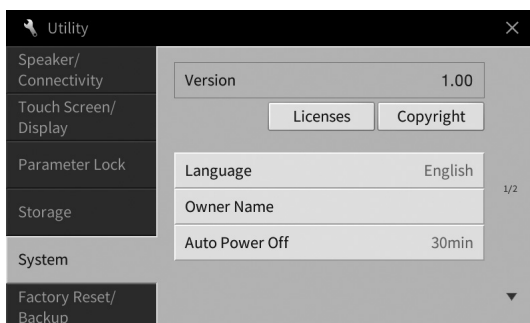 Utility
Speaker/
Connectivity
Touch Screen/
Display
Parameter Lock
Storage
System
Factory Reset/
Backup
Version 1.00
Licenses Copyright
Language English
Owner Name
Auto Power Off 30min
1/2